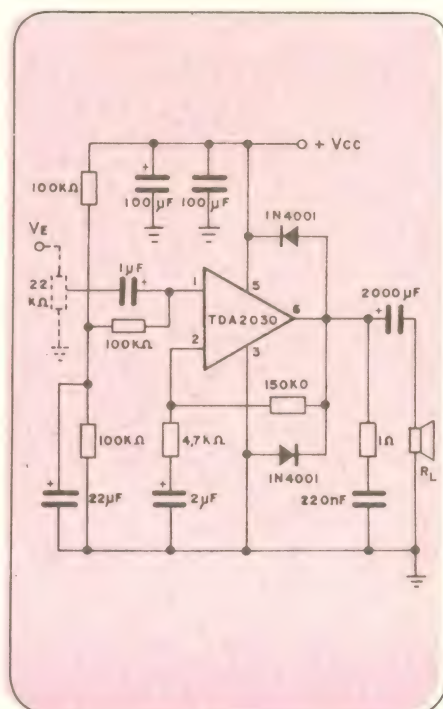 + Vcc
100KΩ
100µF
100µF
1N4001
VE
22
KΩ
1µF
1
5
2000µF
TDA2030
6
100KΩ
2
3
150KΩ
100KΩ
4,7KΩ
1Ω
1N4001
RL
22µF
2µF
220nF